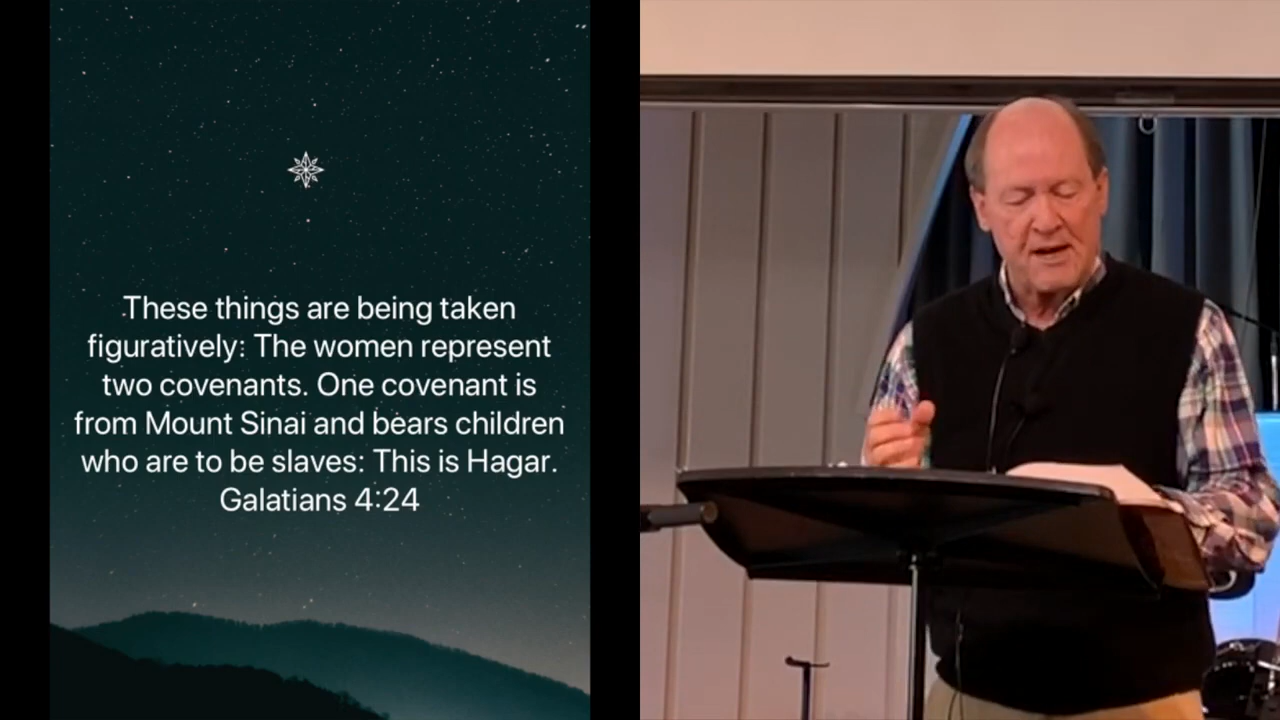 These things are being taken
figuratively: The women represent
two covenants. One covenant is
from Mount Sinai and bears children
who are to be slaves: This is Hagar.
Galatians 4:24